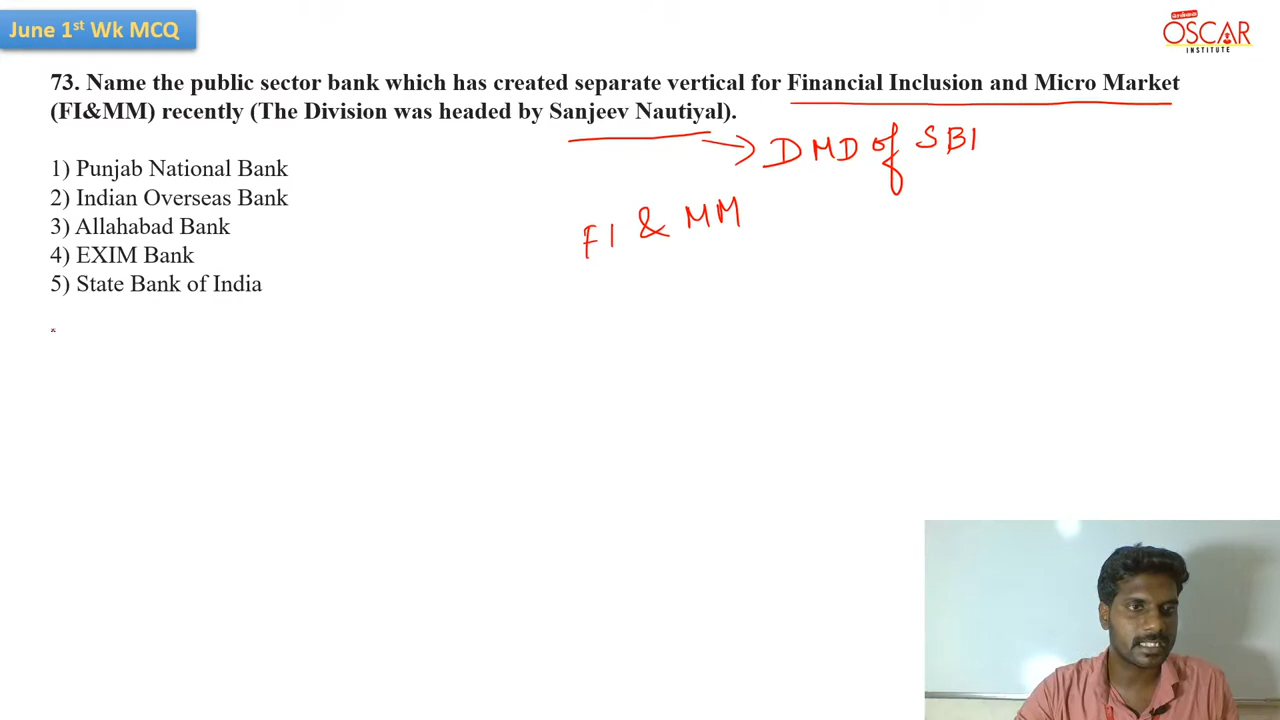 June 1st Wk MCQ
சென்னை
OSCAR
INSTITUTE
73. Name the public sector bank which has created separate vertical for Financial Inclusion and Micro Market
(FI&MM) recently (The Division was headed by Sanjeev Nautiyal).
DMD of SBI
1) Punjab National Bank
2) Indian Overseas Bank
FI & MM
3) Allahabad Bank
4) EXIM Bank
5) State Bank of India